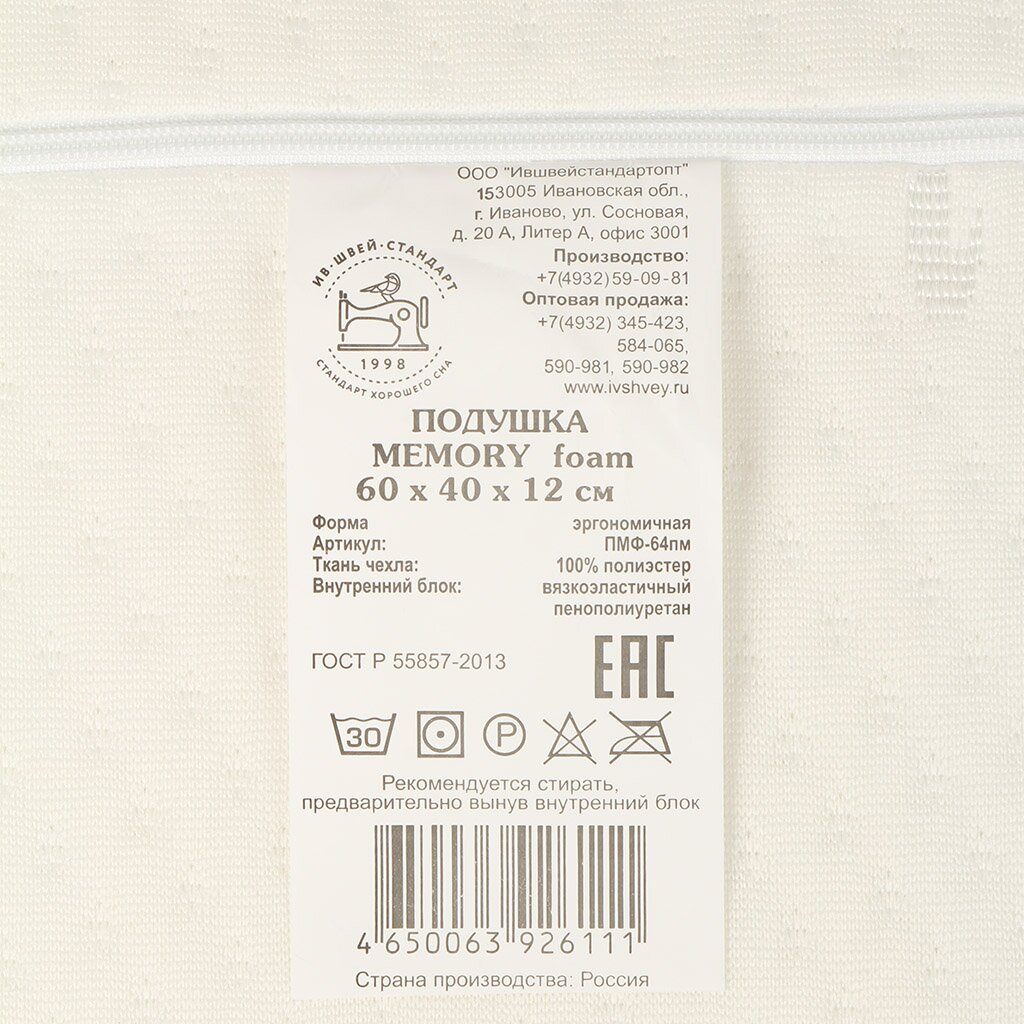 ООО "Ившвейстандартопт"
153005 Ивановская обл.,
г. Иваново, ул. Сосновая,
д. 20 А, Литер А, офис 3001
Производство:
+7(4932)59-09-81
Оптовая продажа:
+7(4932) 345-423,
584-065,
590-981, 590-982
www.ivshvey.ru
ИВ·ШВЕЙ·СТАНДАРТ
1998
СТАНДАРТ ХОРОШЕГО СНА
ПОДУШКА
MEMORY foam
60 x 40 x 12 см
Форма эргономичная
Артикул: ПМФ-64пм
Ткань чехла: 100% полиэстер
Внутренний блок: вязкоэластичный
пенополиуретан
ГОСТ Р 55857-2013
EAC
30 P
Рекомендуется стирать,
предварительно вынув внутренний блок
4 650063 926111
Страна производства: Россия